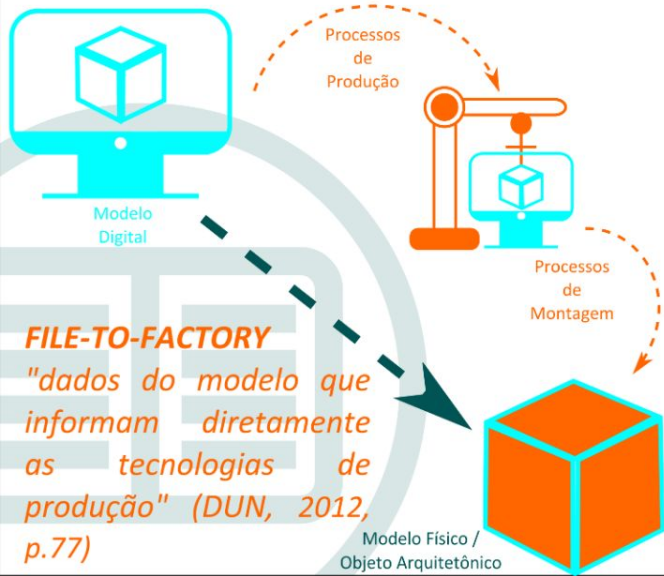 Processos
de
Produção
Modelo
Digital
Processos
de
Montagem
FILE-TO-FACTORY
"dados do modelo que
informam diretamente
as tecnologias de
produção" (DUN, 2012,
p.77)
Modelo Físico /
Objeto Arquitetônico